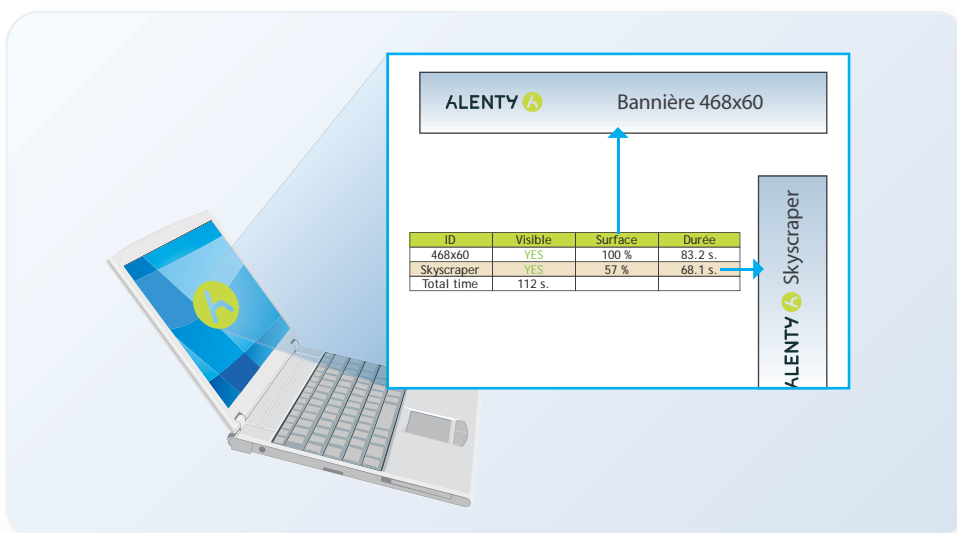 ALENTY Bannière 468x60
ID Visible Surface Durée
468x60 YES 100 % 83.2 s.
Skyscraper YES 57 % 68.1 s.
Total time 112 s.
ALENTY Skyscraper